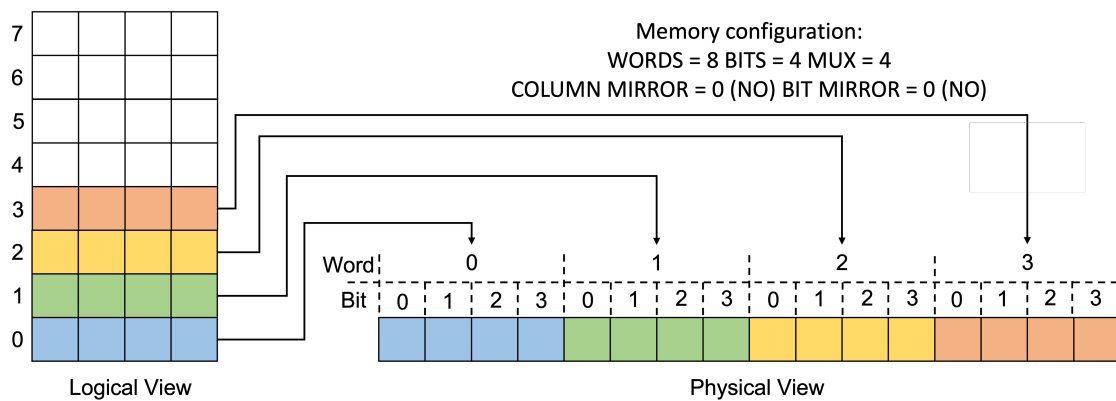 Memory configuration:
WORDS = 8 BITS = 4 MUX = 4
COLUMN MIRROR = 0 (NO) BIT MIRROR = 0 (NO)
7
6
5
4
3
2
1
0
Logical View
Word 0 1 2 3
Bit 0 1 2 3 0 1 2 3 0 1 2 3 0 1 2 3
Physical View